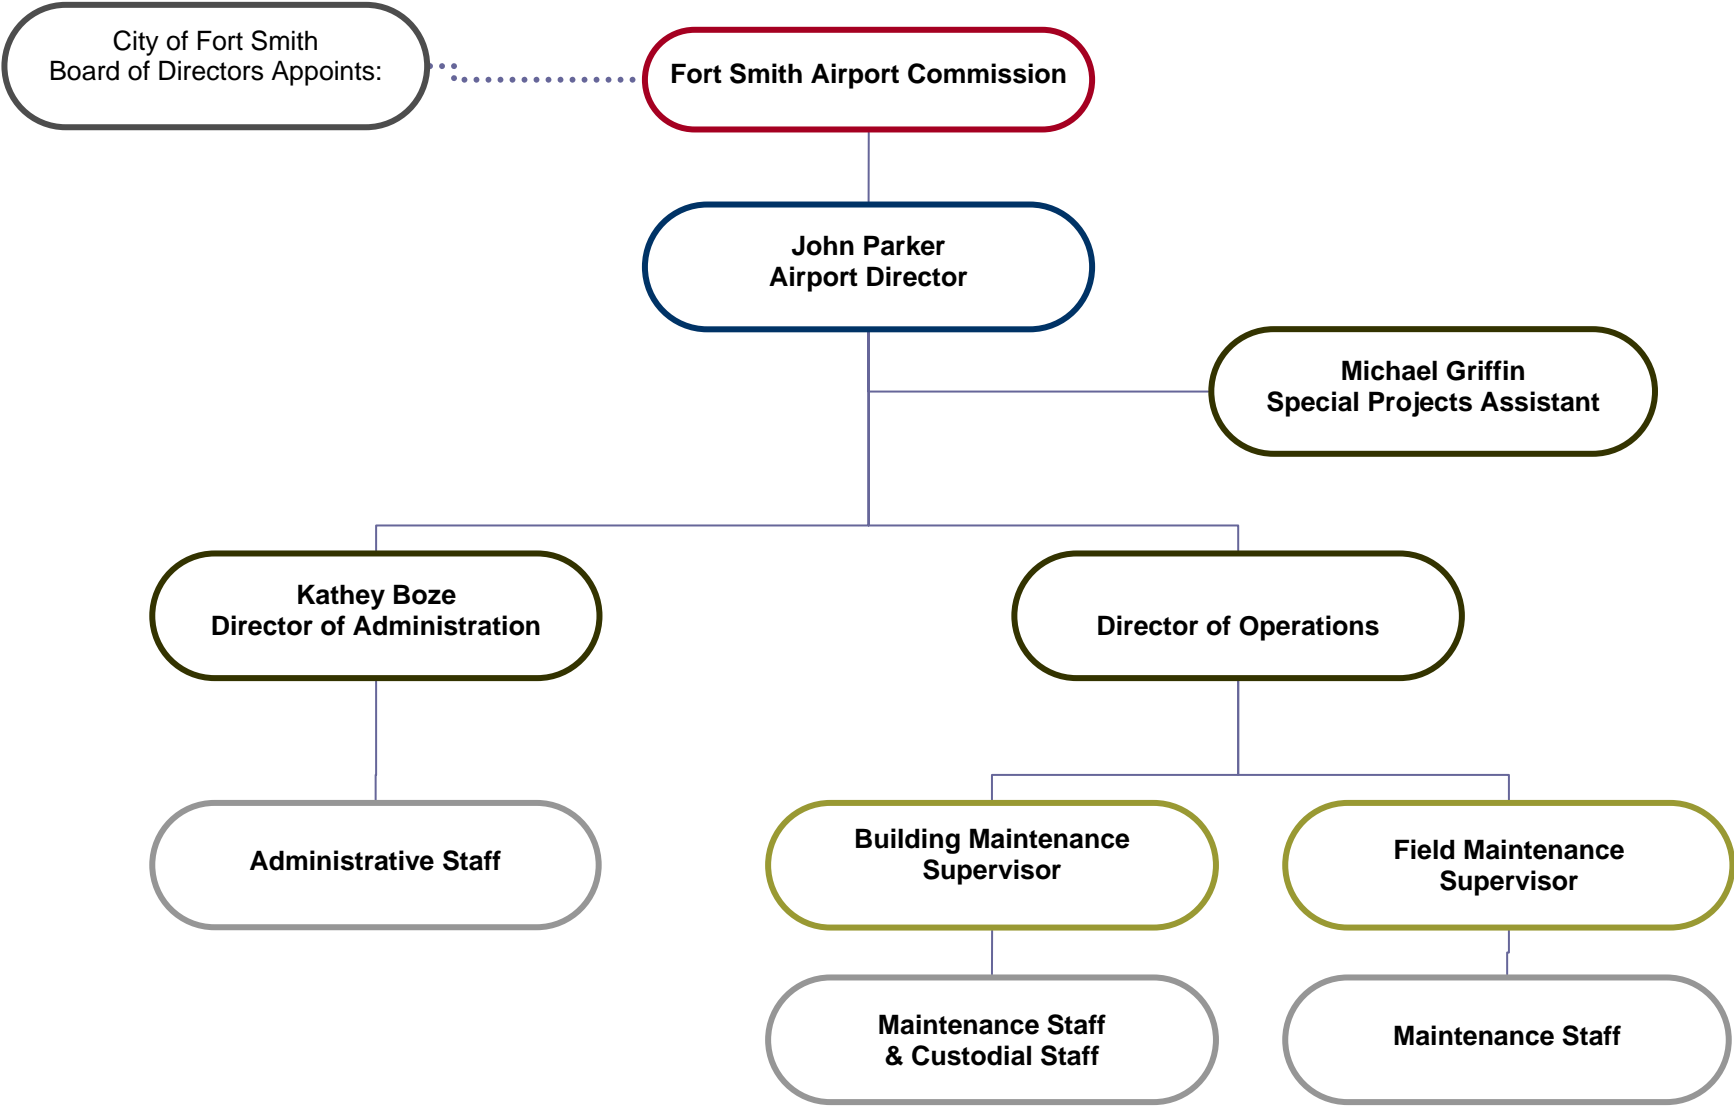 City of Fort Smith
Board of Directors Appoints:
Fort Smith Airport Commission
John Parker
Airport Director
Michael Griffin
Special Projects Assistant
Kathey Boze
Director of Administration
Director of Operations
Administrative Staff
Building Maintenance
Supervisor
Field Maintenance
Supervisor
Maintenance Staff
& Custodial Staff
Maintenance Staff